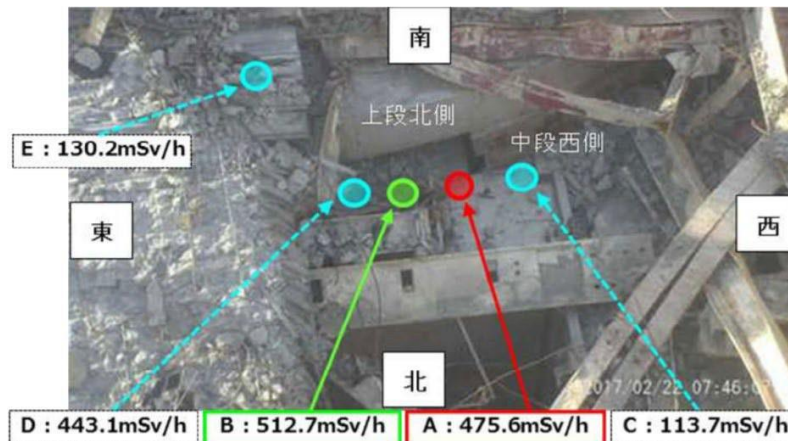 南
上段北側
中段西側
E：130.2mSv/h
東
西
北
2017/02/22 07:46:
D：443.1mSv/h
B：512.7mSv/h
A：475.6mSv/h
C：113.7mSv/h